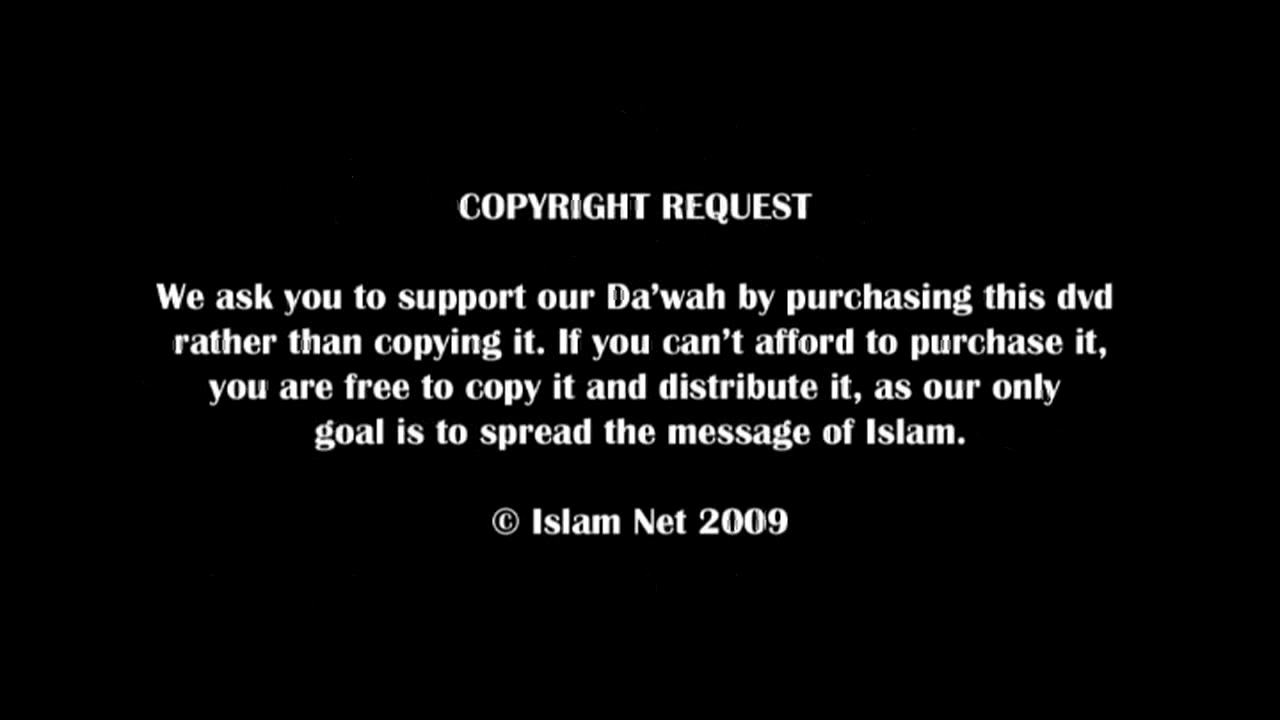 COPYRIGHT REQUEST
We ask you to support our Da’wah by purchasing this dvd
rather than copying it. If you can’t afford to purchase it,
you are free to copy it and distribute it, as our only
goal is to spread the message of Islam.
© Islam Net 2009